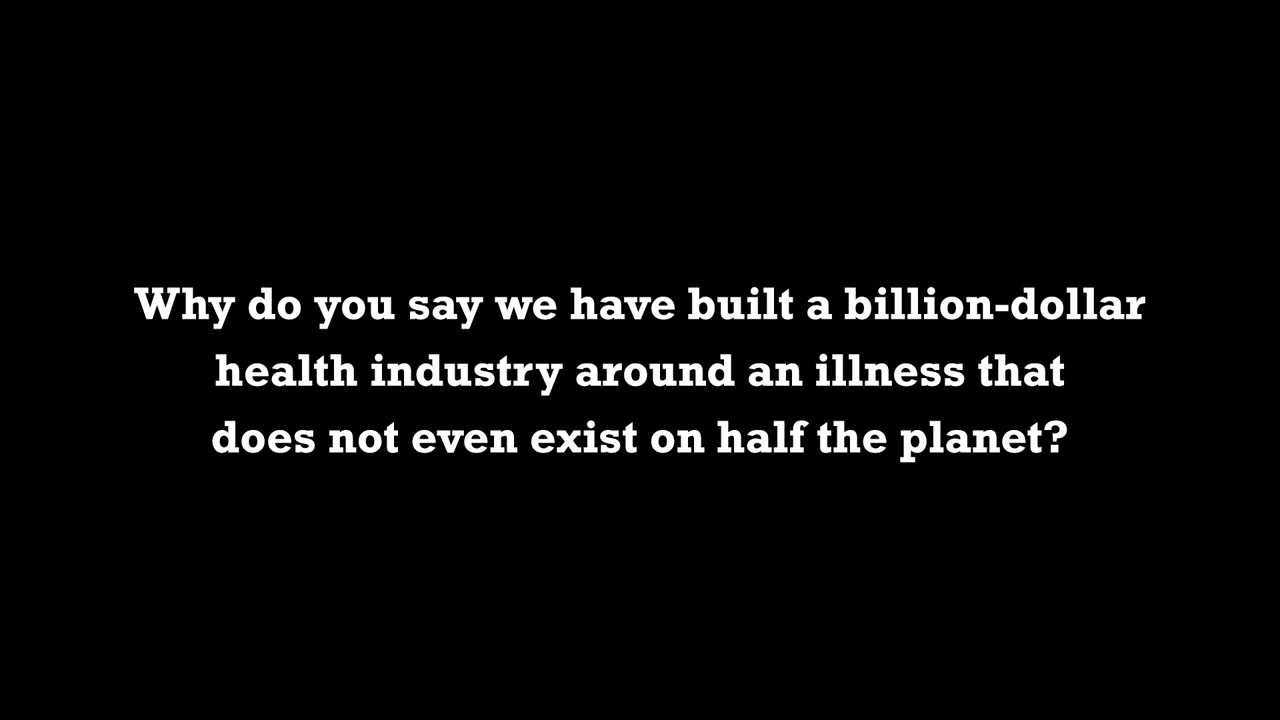 Why do you say we have built a billion-dollar
health industry around an illness that
does not even exist on half the planet?